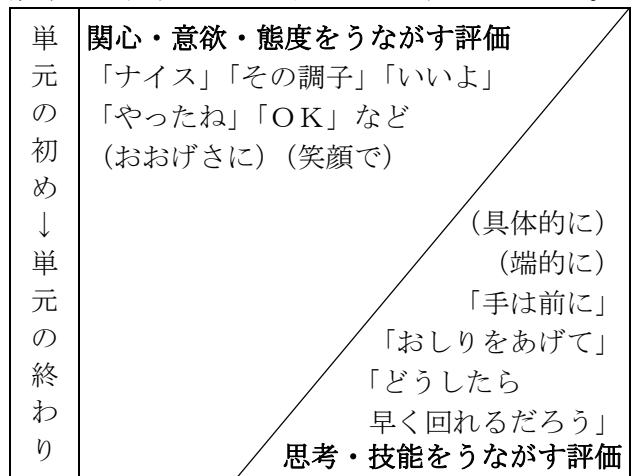 単元の初め→単元の終わり
関心・意欲・態度をうながす評価
「ナイス」「その調子」「いいよ」
「やったね」「ＯＫ」など
（おおげさに）（笑顔で）
（具体的に）
（端的に）
「手は前に」
「おしりをあげて」
「どうしたら
早く回れるだろう」
思考・技能をうながす評価